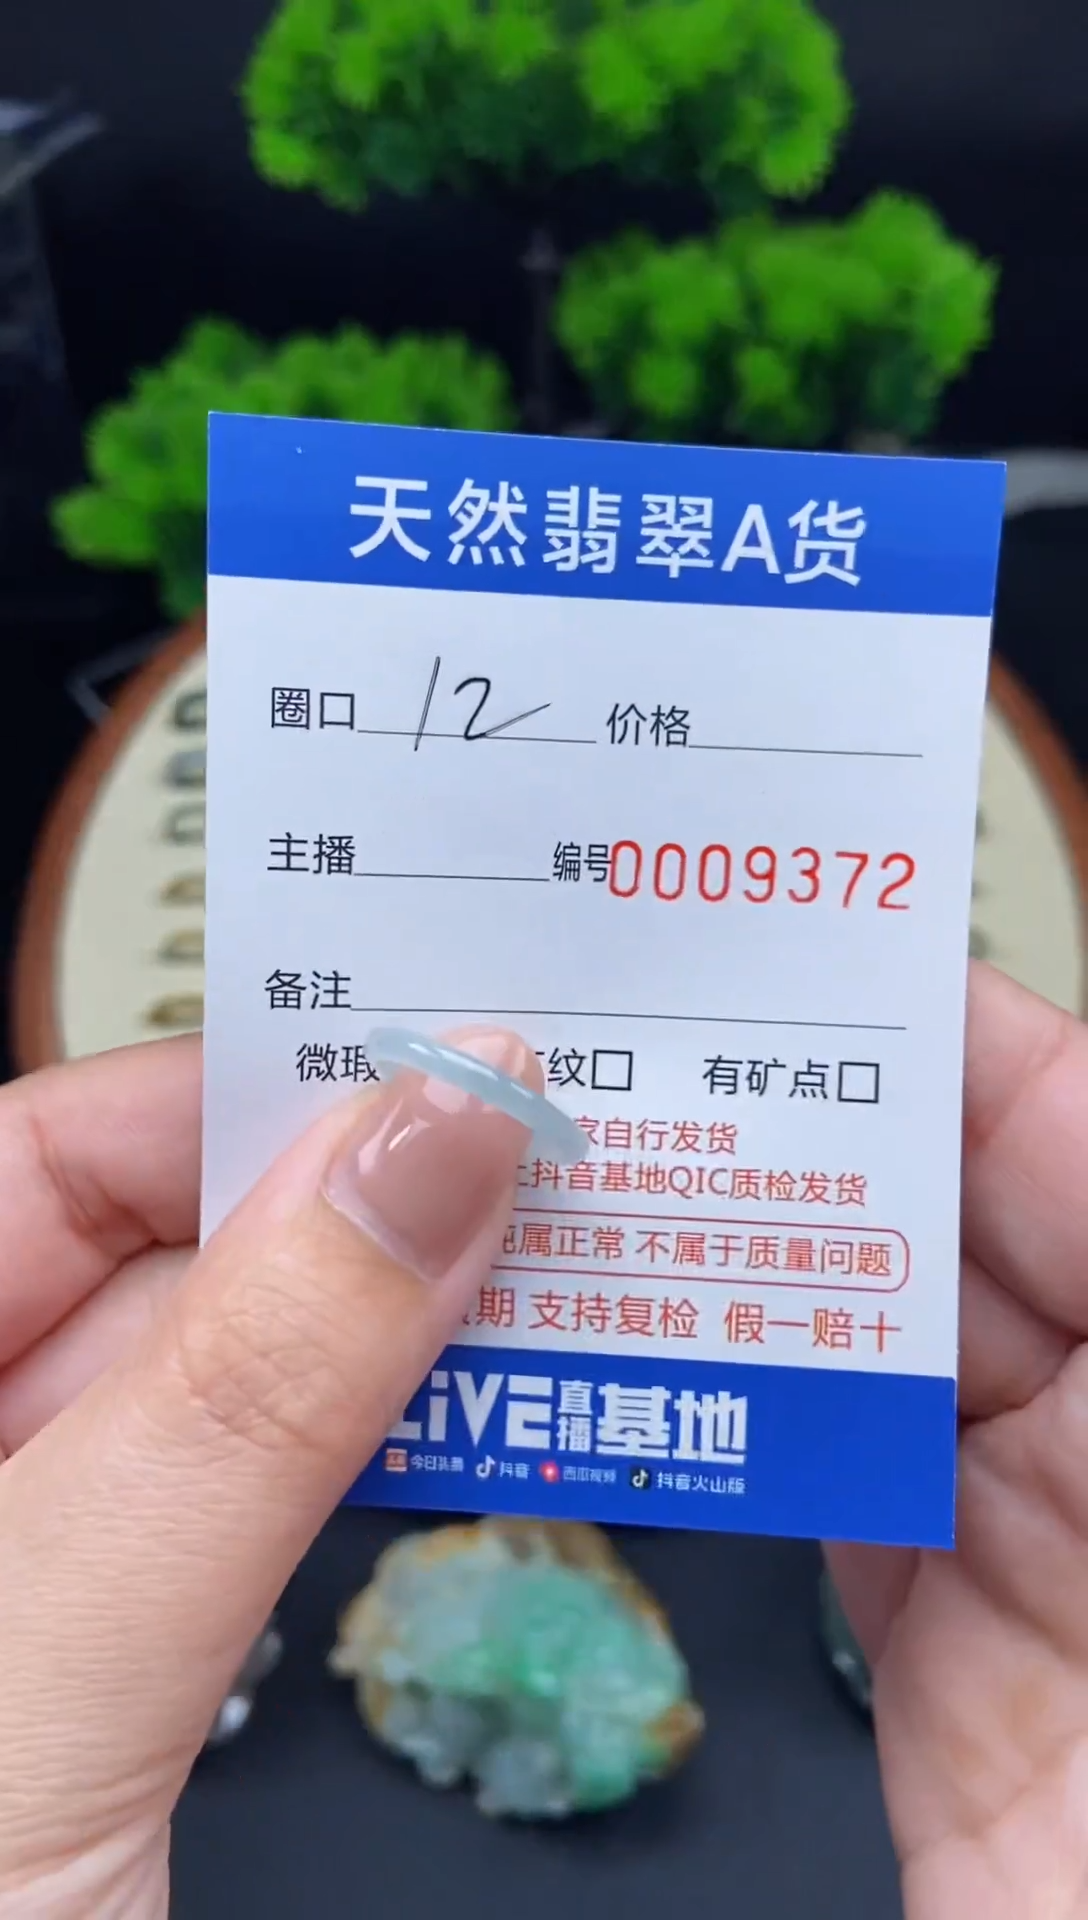 天然翡翠A货
圈口 12 价格
主播 编号0009372
备注
微瑕 纹□ 有矿点□
家自行发货
抖音基地QIC质检发货
属正常 不属于质量问题
期 支持复检 假一赔十
LiVE直播基地
今日头条 抖音 西瓜视频 抖音火山版